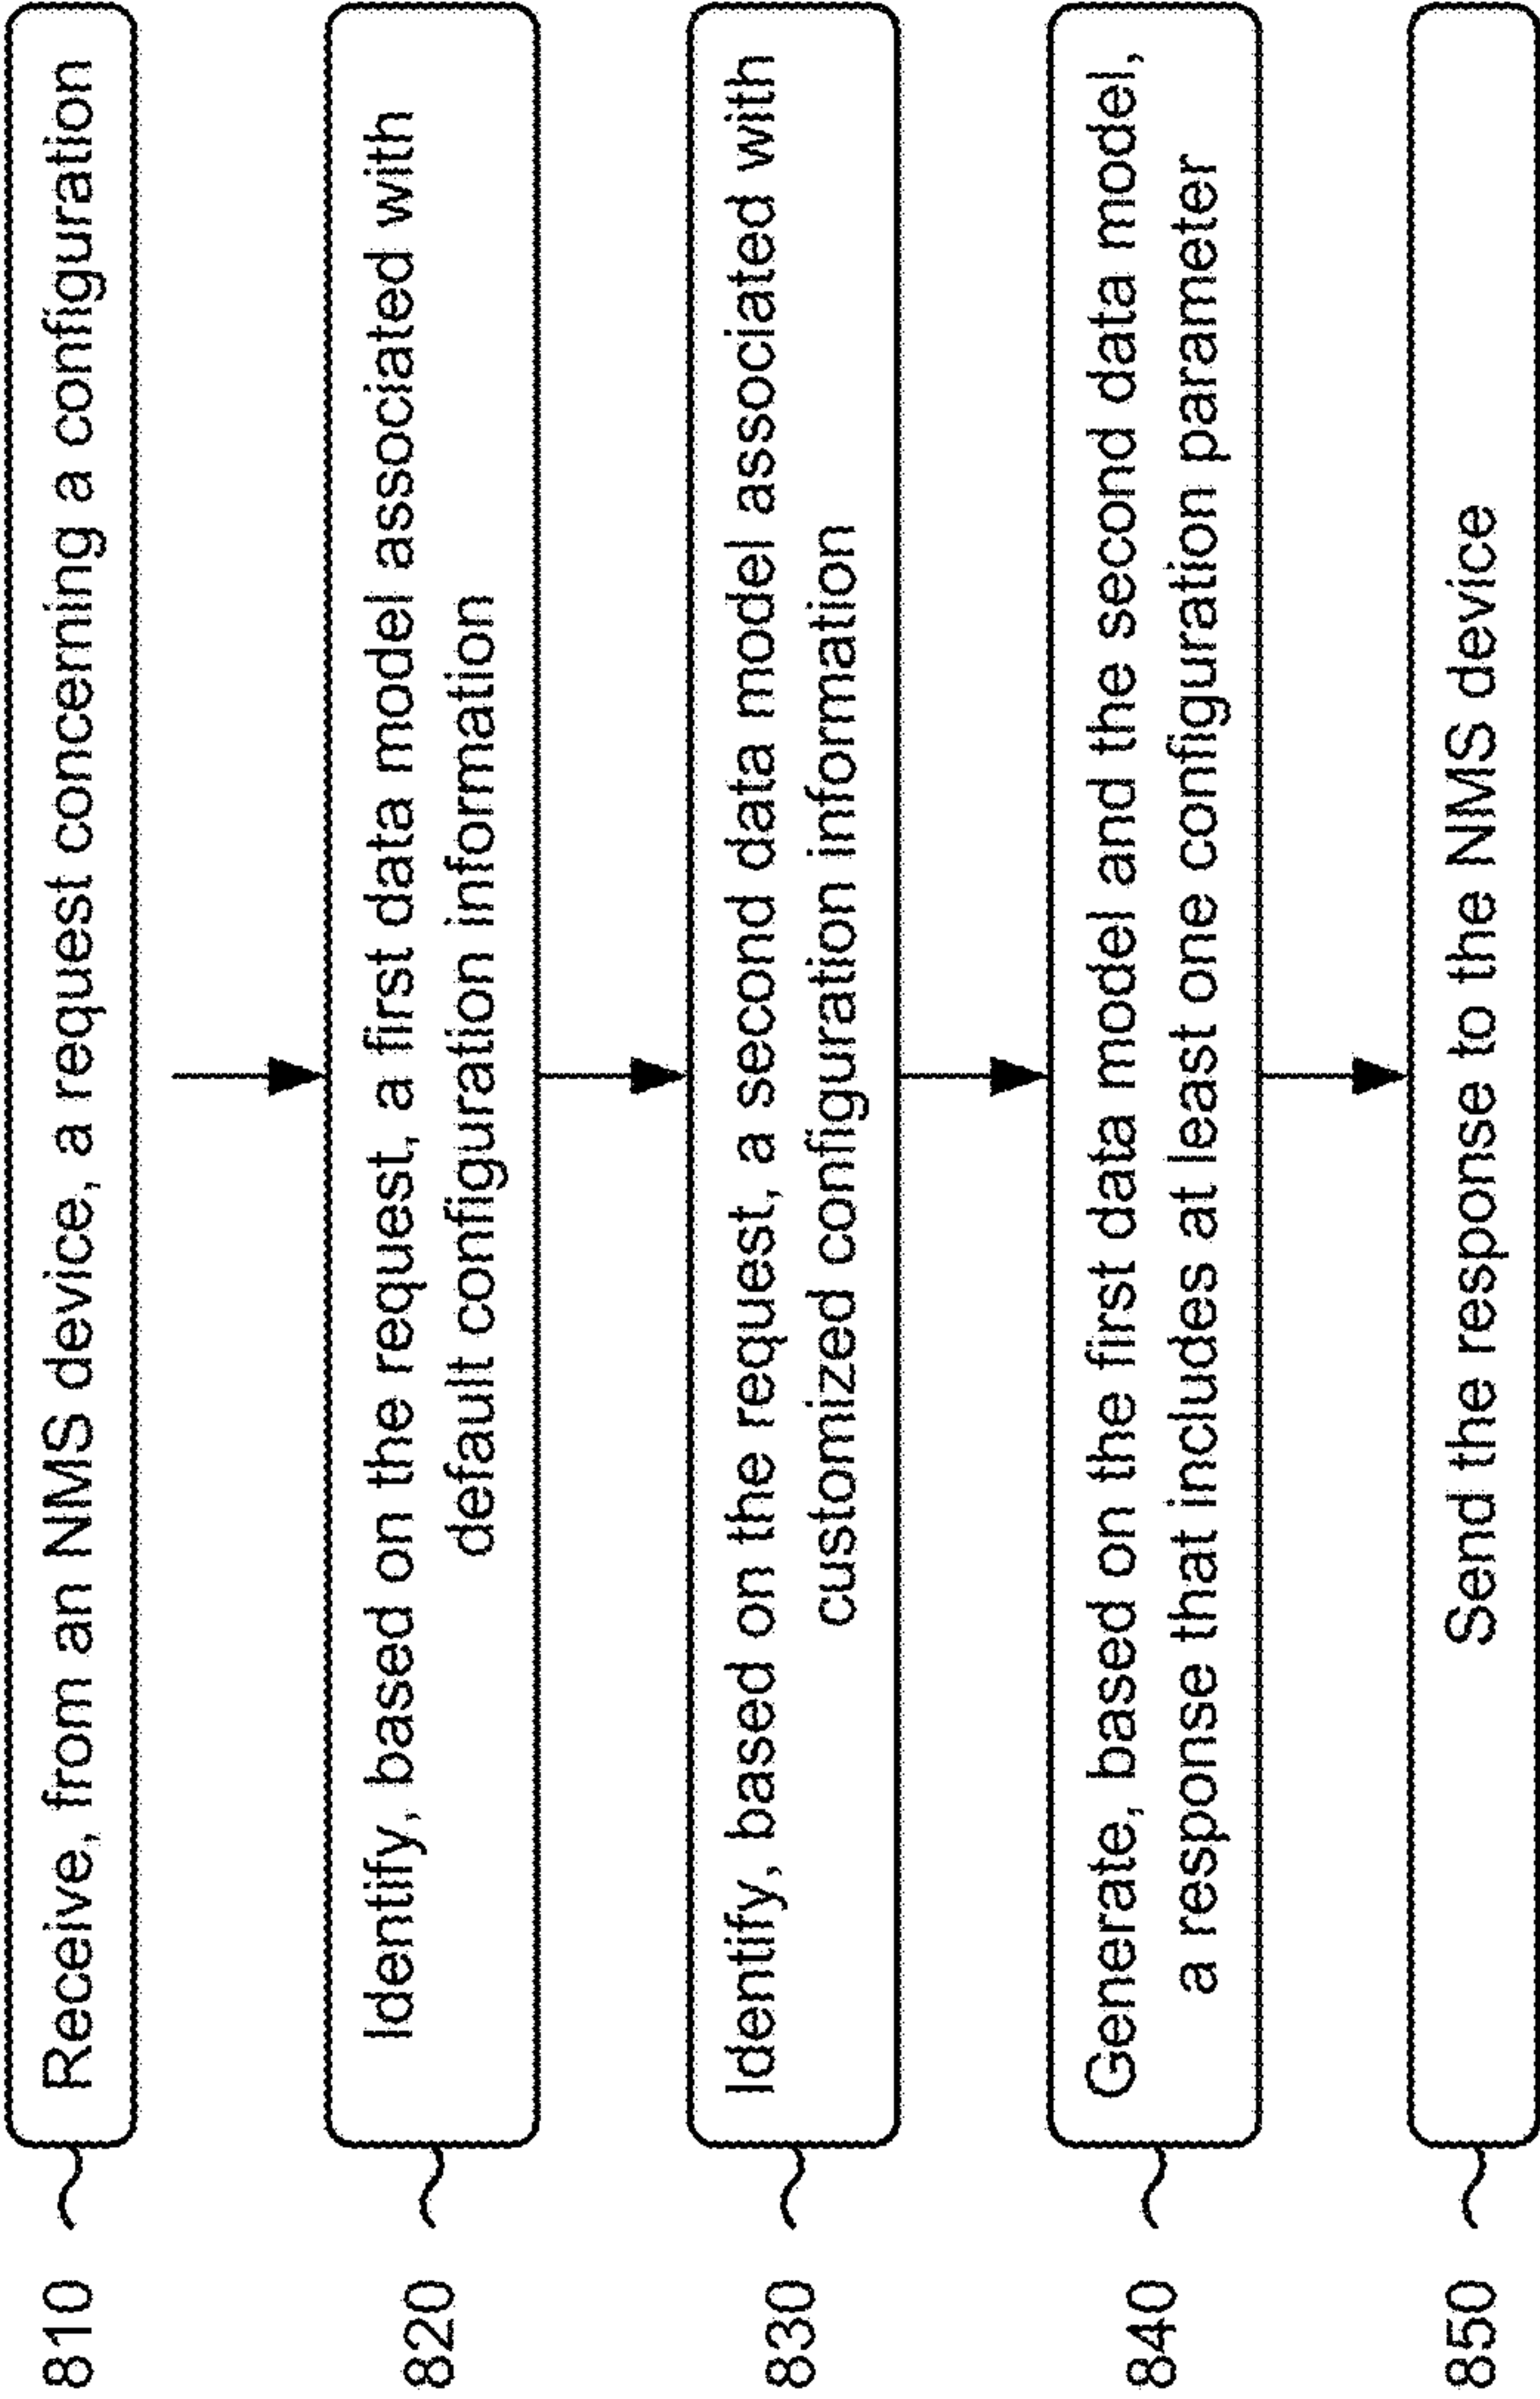 810
Receive, from an NMS device, a request concerning a configuration
820
Identify, based on the request, a first data model associated with
default configuration information
830
Identify, based on the request, a second data model associated with
customized configuration information
840
Generate, based on the first data model and the second data model,
a response that includes at least one configuration parameter
850
Send the response to the NMS device